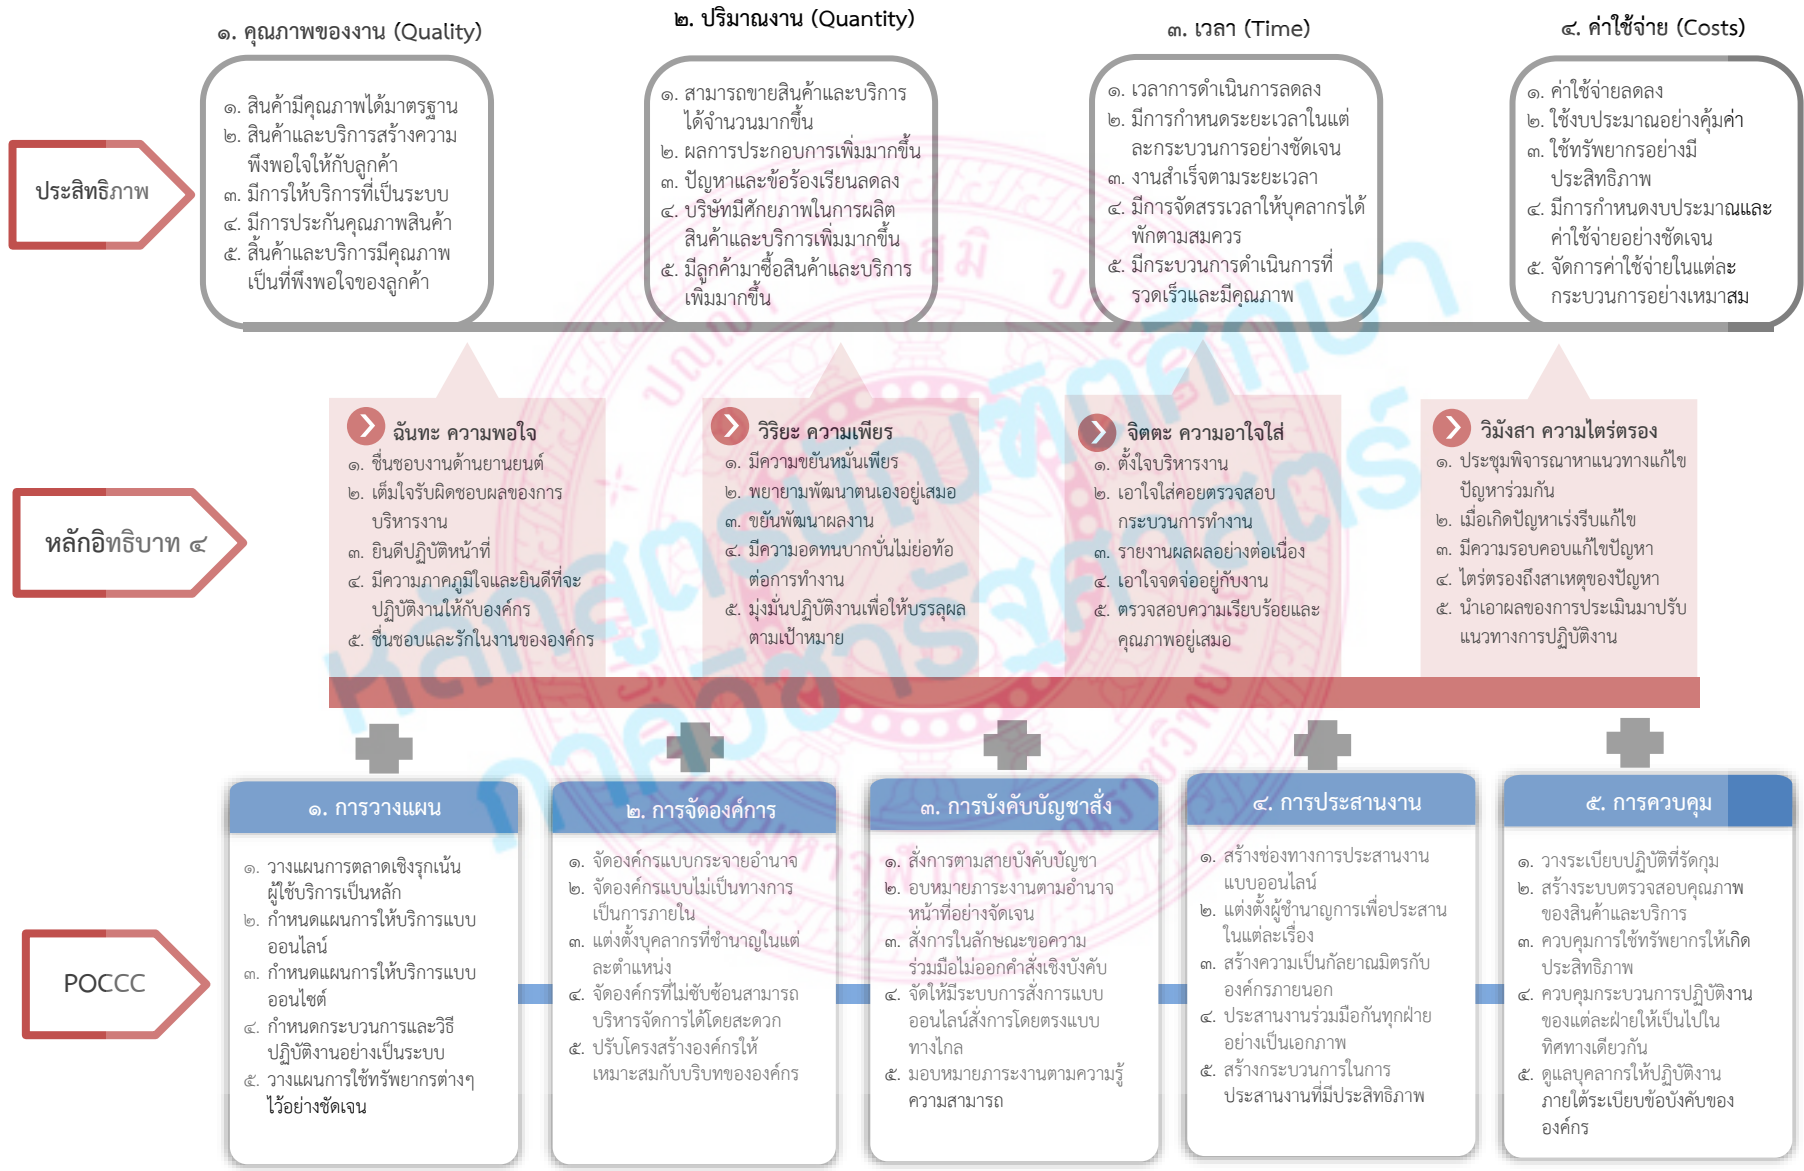 ๑. คุณภาพของงาน (Quality)
๑. สินค้ามีคุณภาพได้มาตรฐาน
๒. สินค้าและบริการสร้างความ
พึงพอใจให้กับลูกค้า
๓. มีการให้บริการที่เป็นระบบ
๔. มีการประกันคุณภาพสินค้า
๕. สิ้นค้าและบริการมีคุณภาพ
เป็นที่พึงพอใจของลูกค้า
๒. ปริมาณงาน (Quantity)
๑. สามารถขายสินค้าและบริการ
ได้จำนวนมากขึ้น
๒. ผลการประกอบการเพิ่มมากขึ้น
๓. ปัญหาและข้อร้องเรียนลดลง
๔. บริษัทมีศักยภาพในการผลิต
สินค้าและบริการเพิ่มมากขึ้น
๕. มีลูกค้ามาซื้อสินค้าและบริการ
เพิ่มมากขึ้น
๓. เวลา (Time)
๑. เวลาการดำเนินการลดลง
๒. มีการกำหนดระยะเวลาในแต่
ละกระบวนการอย่างชัดเจน
๓. งานสำเร็จตามระยะเวลา
๔. มีการจัดสรรเวลาให้บุคลากรได้
พักตามสมควร
๕. มีกระบวนการดำเนินการที่
รวดเร็วและมีคุณภาพ
๔. ค่าใช้จ่าย (Costs)
๑. ค่าใช้จ่ายลดลง
๒. ใช้งบประมาณอย่างคุ้มค่า
๓. ใช้ทรัพยากรอย่างมี
ประสิทธิภาพ
๔. มีการกำหนดงบประมาณและ
ค่าใช้จ่ายอย่างชัดเจน
๕. จัดการค่าใช้จ่ายในแต่ละ
กระบวนการอย่างเหมาสม
ประสิทธิภาพ
หลักอิทธิบาท ๔
ฉันทะ ความพอใจ
๑. ชื่นชอบงานด้านยานยนต์
๒. เต็มใจรับผิดชอบผลของการ
บริหารงาน
๓. ยินดีปฏิบัติหน้าที่
๔. มีความภาคภูมิใจและยินดีที่จะ
ปฏิบัติงานให้กับองค์กร
๕. ชื่นชอบและรักในงานขององค์กร
วิริยะ ความเพียร
๑. มีความขยันหมั่นเพียร
๒. พยายามพัฒนาตนเองอยู่เสมอ
๓. ขยันพัฒนาผลงาน
๔. มีความอดทนบากบั่นไม่ย่อท้อ
ต่อการทำงาน
๕. มุ่งมั่นปฏิบัติงานเพื่อให้บรรลุผล
ตามเป้าหมาย
จิตตะ ความอาใจใส่
๑. ตั้งใจบริหารงาน
๒. เอาใจใส่คอยตรวจสอบ
กระบวนการทำงาน
๓. รายงานผลผลอย่างต่อเนื่อง
๔. เอาใจจดจ่ออยู่กับงาน
๕. ตรวจสอบความเรียบร้อยและ
คุณภาพอยู่เสมอ
วิมังสา ความไตร่ตรอง
๑. ประชุมพิจารณาหาแนวทางแก้ไข
ปัญหาร่วมกัน
๒. เมื่อเกิดปัญหาเร่งรีบแก้ไข
๓. มีความรอบคอบแก้ไขปัญหา
๔. ไตร่ตรองถึงสาเหตุของปัญหา
๕. นำเอาผลของการประเมินมาปรับ
แนวทางการปฏิบัติงาน
POCCC
๑. การวางแผน
๑. วางแผนการตลาดเชิงรุกเน้น
ผู้ใช้บริการเป็นหลัก
๒. กำหนดแผนการให้บริการแบบ
ออนไลน์
๓. กำหนดแผนการให้บริการแบบ
ออนไซต์
๔. กำหนดกระบวนการและวิธี
ปฏิบัติงานอย่างเป็นระบบ
๕. วางแผนการใช้ทรัพยากรต่างๆ
ไว้อย่างชัดเจน
๒. การจัดองค์การ
๑. จัดองค์กรแบบกระจายอำนาจ
๒. จัดองค์กรแบบไม่เป็นทางการ
เป็นการภายใน
๓. แต่งตั้งบุคลากรที่ชำนาญในแต่
ละตำแหน่ง
๔. จัดองค์กรที่ไม่ซับซ้อนสามารถ
บริหารจัดการได้โดยสะดวก
๕. ปรับโครงสร้างองค์กรให้
เหมาะสมกับบริบทขององค์กร
๓. การบังคับบัญชาสั่ง
๑. สั่งการตามสายบังคับบัญชา
๒. อบหมายภาระงานตามอำนาจ
หน้าที่อย่างจัดเจน
๓. สั่งการในลักษณะขอความ
ร่วมมือไม่ออกคำสั่งเชิงบังคับ
๔. จัดให้มีระบบการสั่งการแบบ
ออนไลน์สั่งการโดยตรงแบบ
ทางไกล
๕. มอบหมายภาระงานตามความรู้
ความสามารถ
๔. การประสานงาน
๑. สร้างช่องทางการประสานงาน
แบบออนไลน์
๒. แต่งตั้งผู้ชำนาญการเพื่อประสาน
ในแต่ละเรื่อง
๓. สร้างความเป็นกัลยาณมิตรกับ
องค์กรภายนอก
๔. ประสานงานร่วมมือกันทุกฝ่าย
อย่างเป็นเอกภาพ
๕. สร้างกระบวนการในการ
ประสานงานที่มีประสิทธิภาพ
๕. การควบคุม
๑. วางระเบียบปฏิบัติที่รัดกุม
๒. สร้างระบบตรวจสอบคุณภาพ
ของสินค้าและบริการ
๓. ควบคุมการใช้ทรัพยากรให้เกิด
ประสิทธิภาพ
๔. ควบคุมกระบวนการปฏิบัติงาน
ของแต่ละฝ่ายให้เป็นไปใน
ทิศทางเดียวกัน
๕. ดูแลบุคลากรให้ปฏิบัติงาน
ภายใต้ระเบียบข้อบังคับของ
องค์กร
หลักสูตรบัณฑิตศึกษา
ภาควิชารัฐศาสตร์